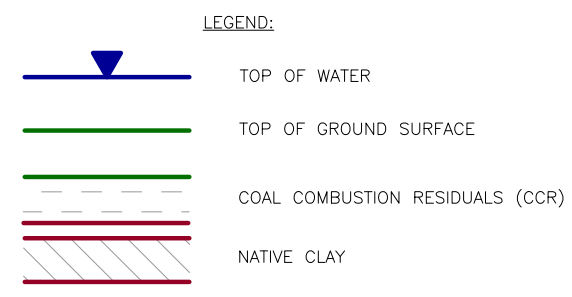 LEGEND:
TOP OF WATER
TOP OF GROUND SURFACE
COAL COMBUSTION RESIDUALS (CCR)
NATIVE CLAY